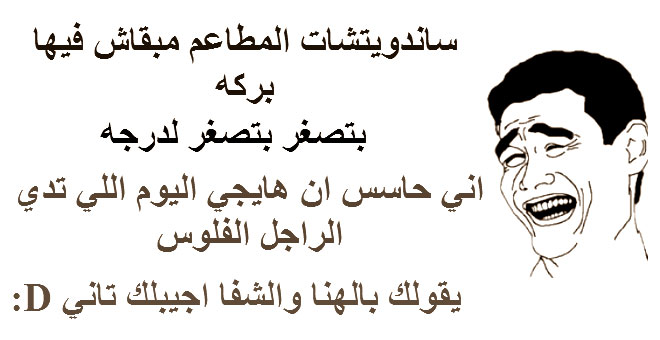 ساندويتشات المطاعم مبقاش فيها
بركه
بتصغر بتصغر لدرجه
اني حاسس ان هايجي اليوم اللي تدي
الراجل الفلوس
يقولك بالهنا والشفا اجيبلك تاني D: